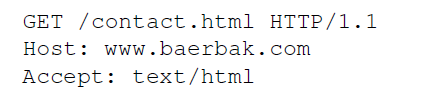 GET /contact.html HTTP/1.1
Host: www.baerbak.com
Accept: text/html